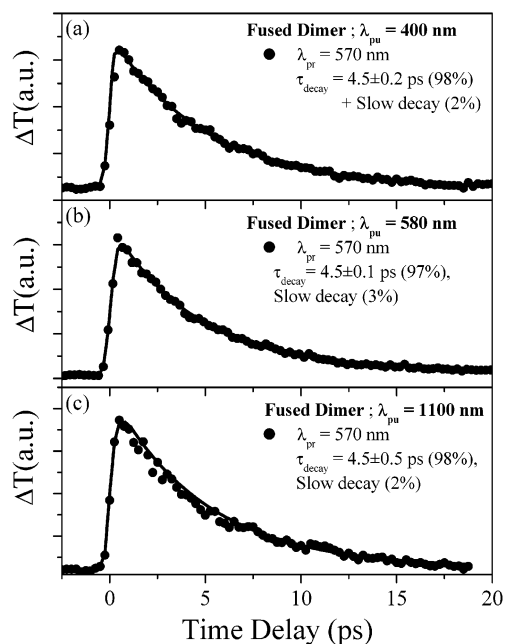 (a)
Fused Dimer ; λpu = 400 nm
λpr = 570 nm
τdecay = 4.5±0.2 ps (98%)
+ Slow decay (2%)
ΔT(a.u.)
(b)
Fused Dimer ; λpu = 580 nm
λpr = 570 nm
τdecay = 4.5±0.1 ps (97%),
Slow decay (3%)
ΔT(a.u.)
(c)
Fused Dimer ; λpu = 1100 nm
λpr = 570 nm
τdecay = 4.5±0.5 ps (98%),
Slow decay (2%)
ΔT(a.u.)
0 5 10 15 20
Time Delay (ps)